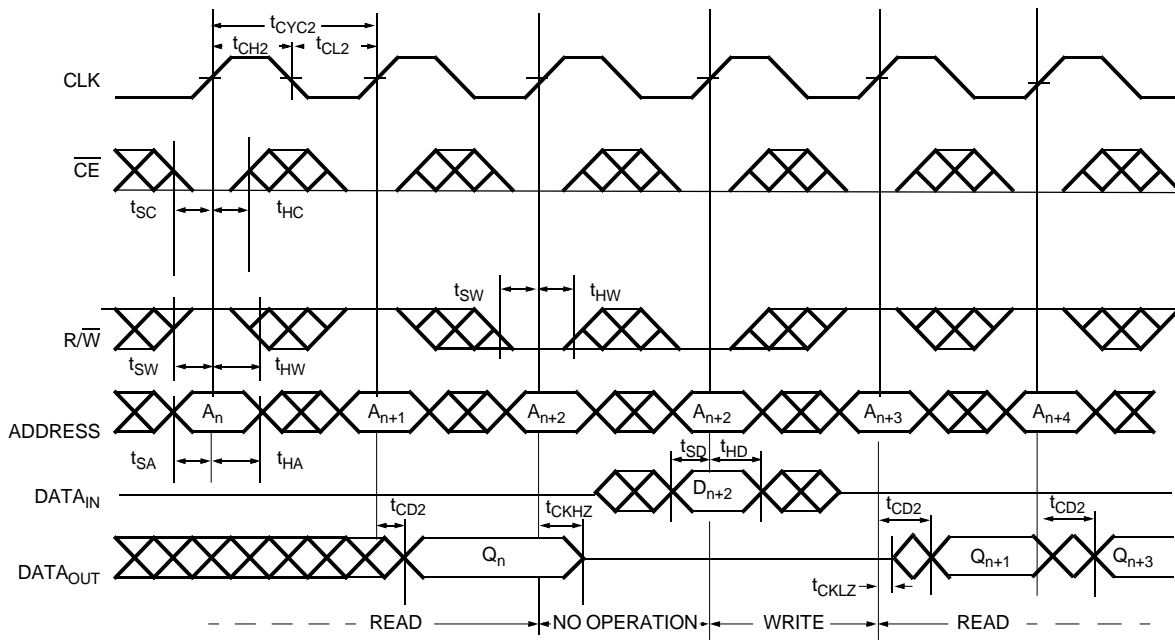 tCYC2
tCH2 tCL2
CLK
CE
tSC tHC
tSW tHW
R/W
tSW tHW
An An+1 An+2 An+2 An+3 An+4
ADDRESS
tSA tHA tSD tHD
DATAIN Dn+2
tCD2 tCKHZ tCD2 tCD2
DATAOUT Qn Qn+1 Qn+3
tCKLZ
READ NO OPERATION WRITE READ